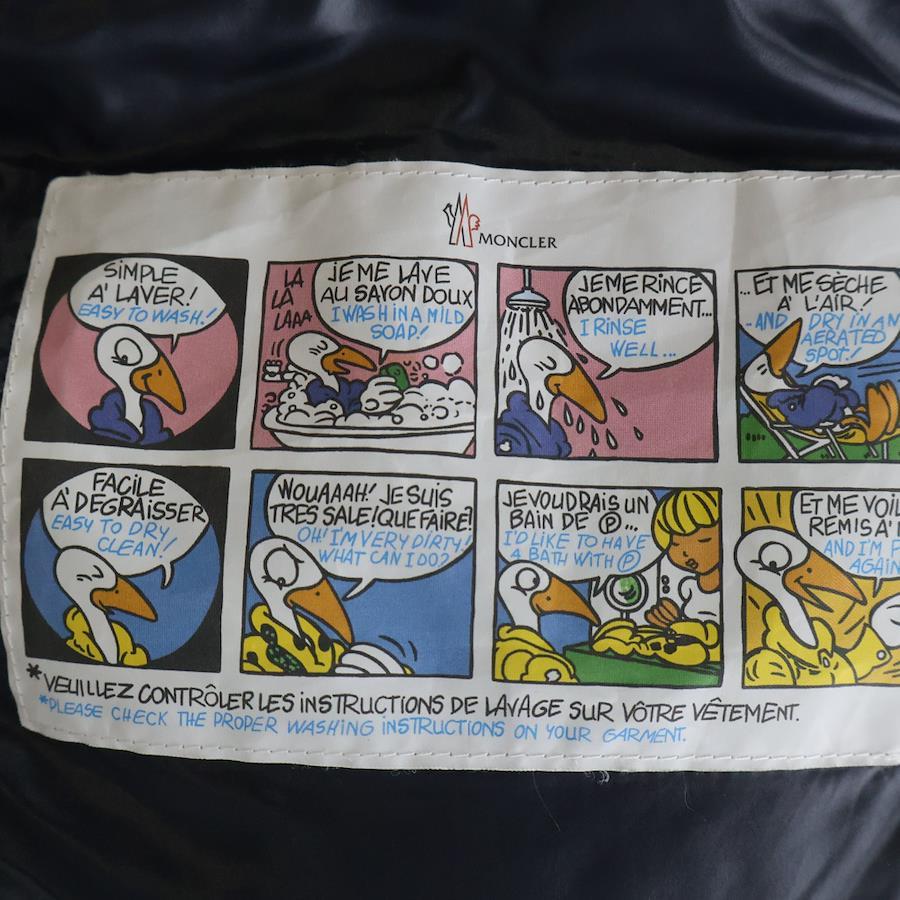 MONCLER
SIMPLE
A' LAVER!
EASY TO WASH!
LA
LA
LAAA
JE ME LAVE
AU SAVON DOUX
I WASH IN A MILD
SOAP!
JE ME RINCE
ABONDAMMENT...
I RINSE
WELL...
...ET ME SÈCHE
A' L'AIR!
-AND DRY IN AN
AERATED
SPOT!
FACILE
A' DEGRAISSER
EASY TO DRY
CLEAN!
WOUAAAH! JE SUIS
TRES SALE! QUE FAIRE?
OH! I'M VERY DIRTY!
WHAT CAN I DO?
JE VOUDRAIS UN
BAIN DE Ⓟ...
I'D LIKE TO HAVE
A BATH WITH Ⓟ
ET ME VOIL
REMIS A'
AND I'M F
AGAIN
*VEUILLEZ CONTRÔLER LES INSTRUCTIONS DE LAVAGE SUR VÔTRE VÊTEMENT.
*PLEASE CHECK THE PROPER WASHING INSTRUCTIONS ON YOUR GARMENT.